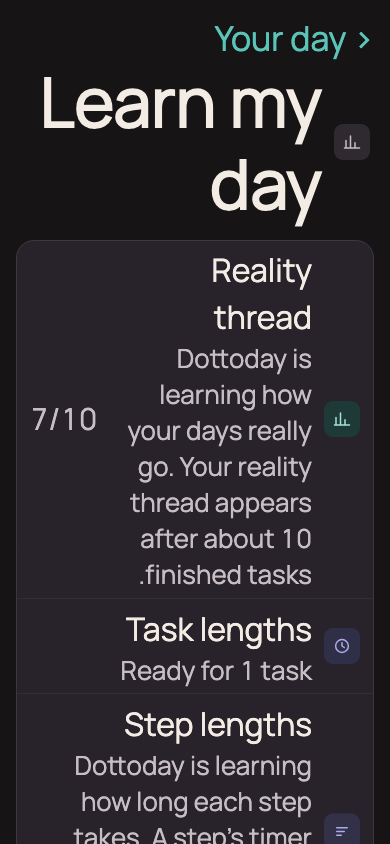 Your day
Learn my
day
Reality
thread
Dottoday is
learning how
your days really
go. Your reality
thread appears
after about 10
.finished tasks
7/10
Task lengths
Ready for 1 task
Step lengths
Dottoday is learning
how long each step
takes. A step's timer